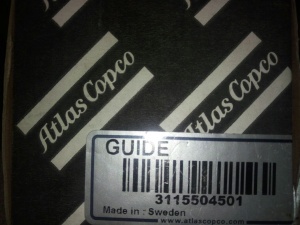 Atlas Copco
Atlas Copco
GUIDE
3115504501
Made in : Sweden
www.atlascopco.com